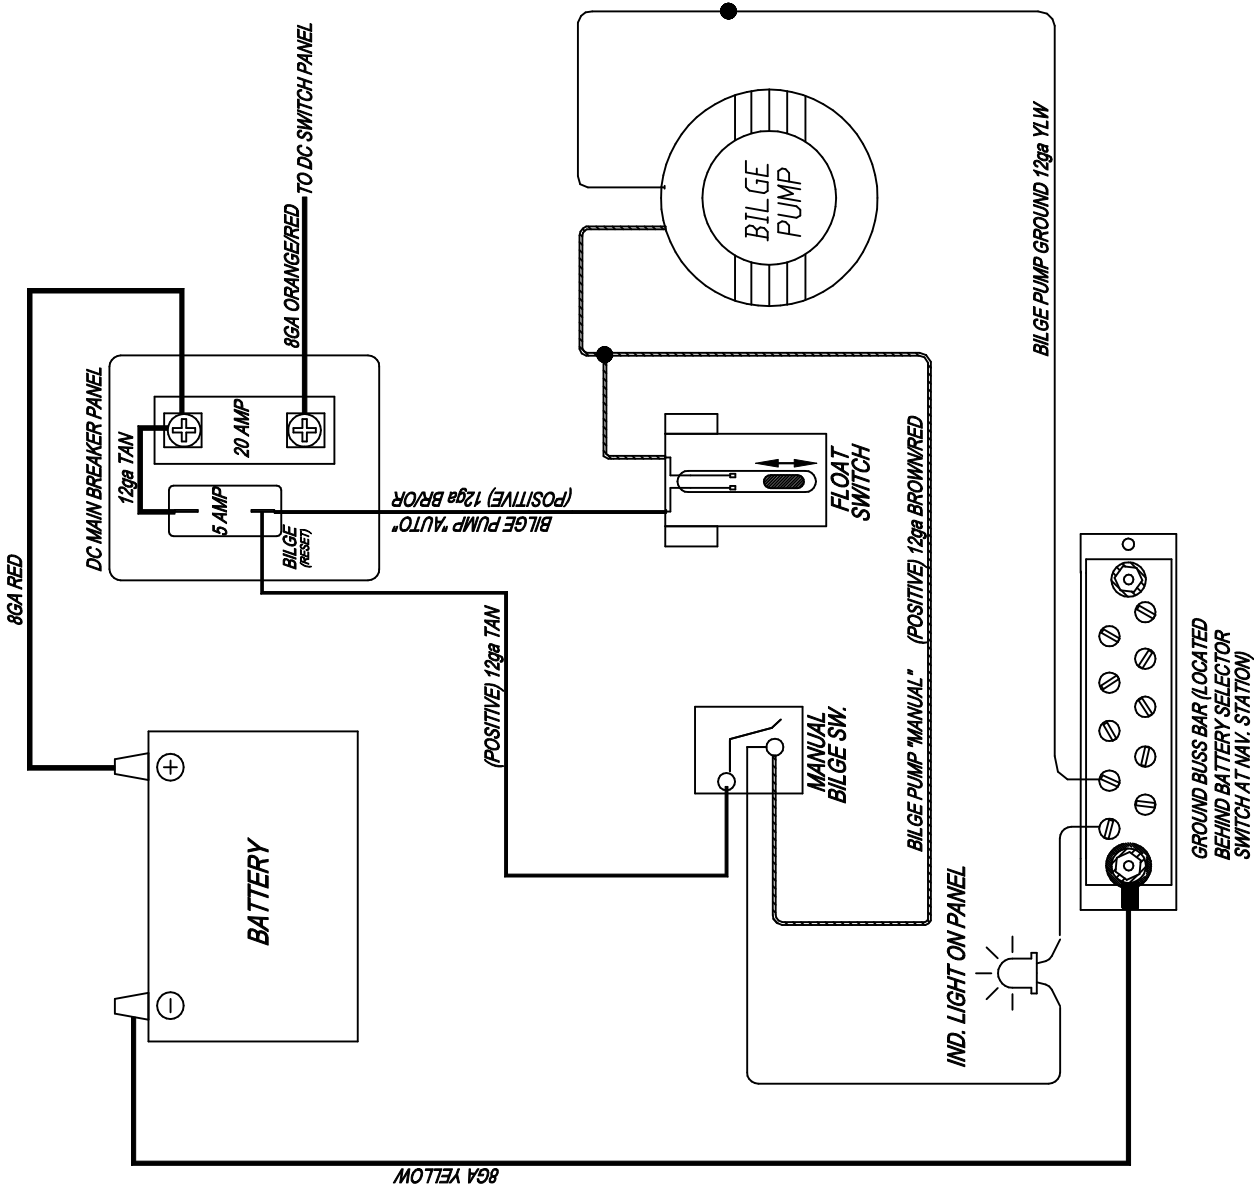 8GA RED
DC MAIN BREAKER PANEL
12ga TAN
20 AMP
5 AMP
BILGE
(RESET)
8GA ORANGE/RED
TO DC SWITCH PANEL
BILGE PUMP "AUTO"
(POSITIVE) 12ga BR/OR
BATTERY
+
−
(POSITIVE) 12ga TAN
MANUAL
BILGE SW.
FLOAT
SWITCH
BILGE
PUMP
BILGE PUMP "MANUAL" (POSITIVE) 12ga BROWN/RED
BILGE PUMP GROUND 12ga YLW
IND. LIGHT ON PANEL
GROUND BUSS BAR (LOCATED
BEHIND BATTERY SELECTOR
SWITCH AT NAV. STATION)
8GA YELLOW